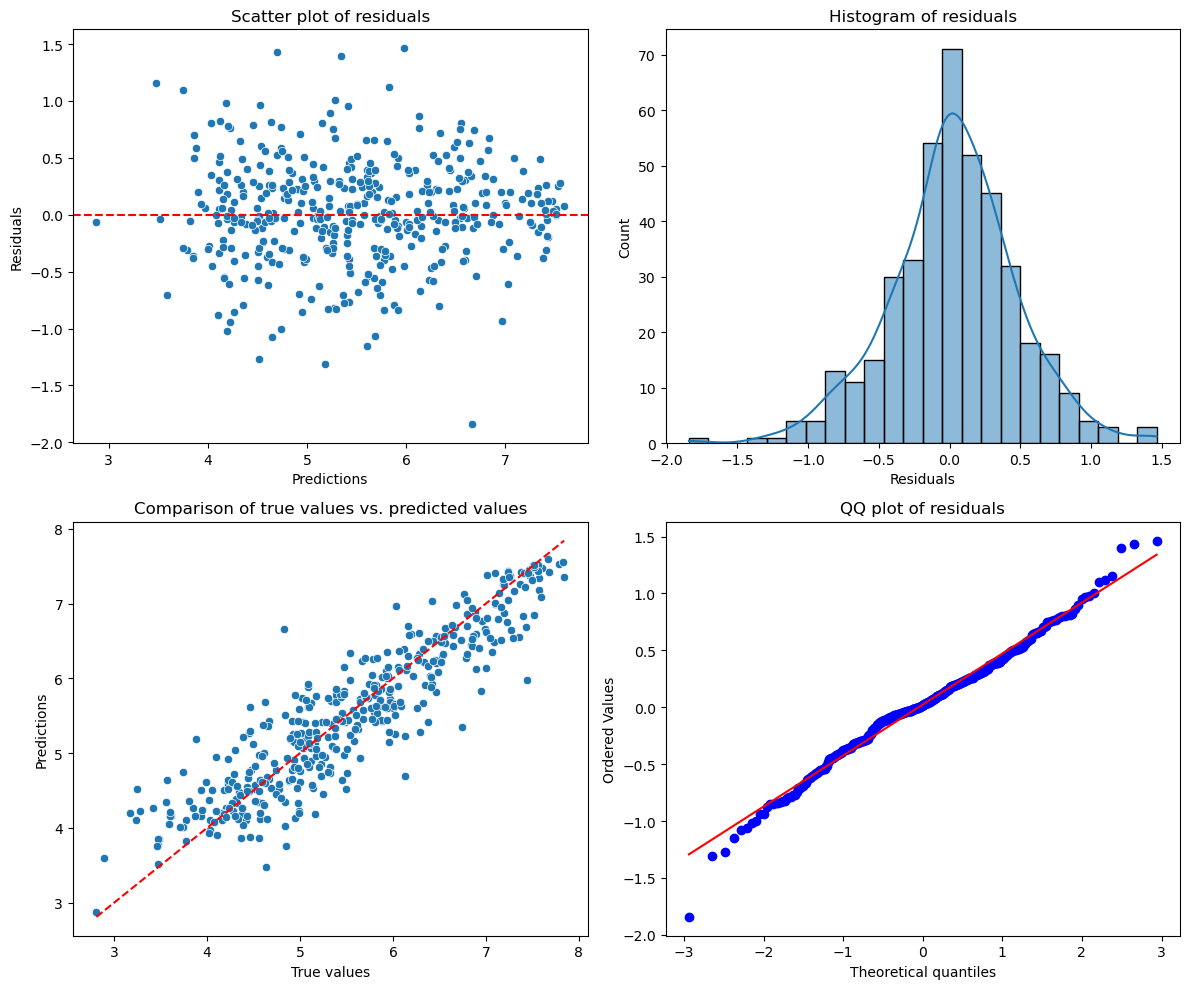 Scatter plot of residuals
1.5
1.0
0.5
0.0
−0.5
−1.0
−1.5
−2.0
Residuals
3 4 5 6 7
Predictions
Histogram of residuals
70
60
50
40
30
20
10
0
Count
−2.0 −1.5 −1.0 −0.5 0.0 0.5 1.0 1.5
Residuals
Comparison of true values vs. predicted values
8
7
6
5
4
3
Predictions
3 4 5 6 7 8
True values
QQ plot of residuals
1.5
1.0
0.5
0.0
−0.5
−1.0
−1.5
−2.0
Ordered Values
−3 −2 −1 0 1 2 3
Theoretical quantiles